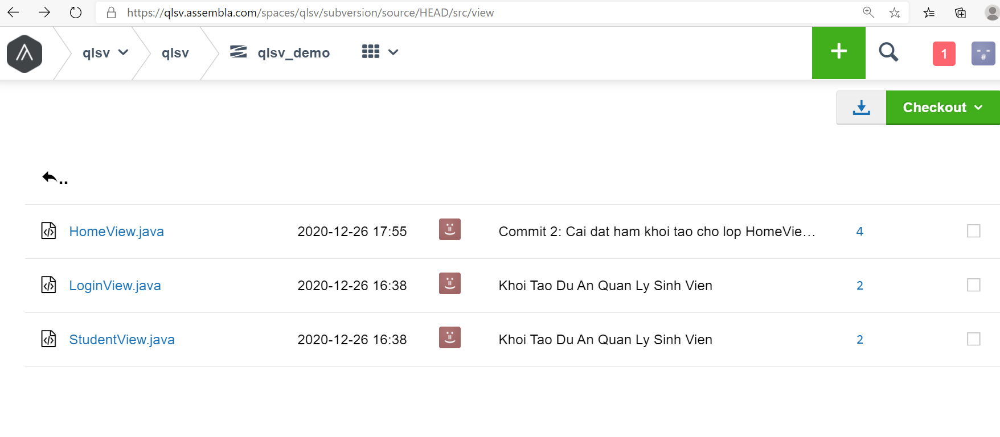 https://qlsv.assembla.com/spaces/qlsv/subversion/source/HEAD/src/view
qlsv qlsv qlsv_demo + 1
Checkout
..
HomeView.java 2020-12-26 17:55 Commit 2: Cai dat ham khoi tao cho lop HomeVie... 4
LoginView.java 2020-12-26 16:38 Khoi Tao Du An Quan Ly Sinh Vien 2
StudentView.java 2020-12-26 16:38 Khoi Tao Du An Quan Ly Sinh Vien 2